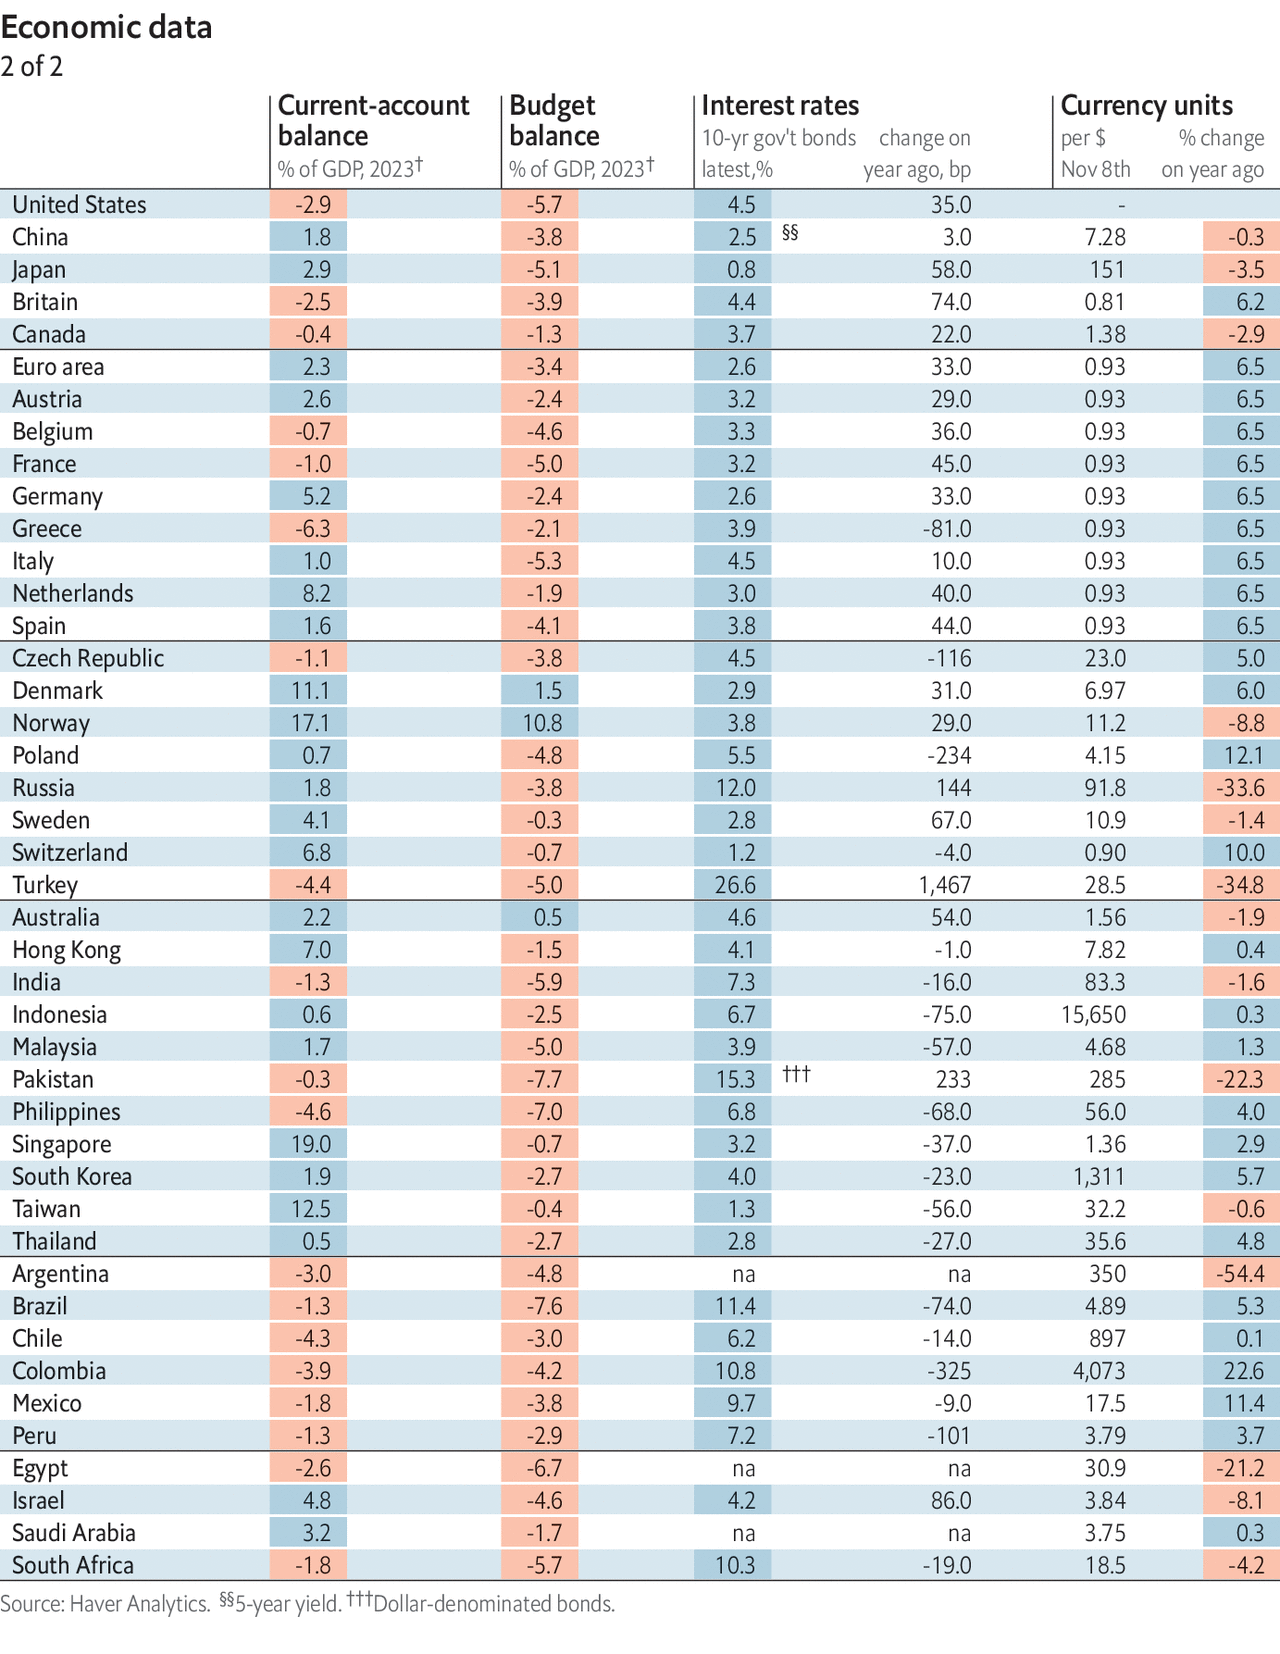 Economic data
2 of 2
Current-account balance % of GDP, 2023† Budget balance % of GDP, 2023† Interest rates 10-yr gov't bonds latest,% change on year ago, bp Currency units per $ Nov 8th % change on year ago
United States -2.9 -5.7 4.5 35.0 -
China 1.8 -3.8 2.5 §§ 3.0 7.28 -0.3
Japan 2.9 -5.1 0.8 58.0 151 -3.5
Britain -2.5 -3.9 4.4 74.0 0.81 6.2
Canada -0.4 -1.3 3.7 22.0 1.38 -2.9
Euro area 2.3 -3.4 2.6 33.0 0.93 6.5
Austria 2.6 -2.4 3.2 29.0 0.93 6.5
Belgium -0.7 -4.6 3.3 36.0 0.93 6.5
France -1.0 -5.0 3.2 45.0 0.93 6.5
Germany 5.2 -2.4 2.6 33.0 0.93 6.5
Greece -6.3 -2.1 3.9 -81.0 0.93 6.5
Italy 1.0 -5.3 4.5 10.0 0.93 6.5
Netherlands 8.2 -1.9 3.0 40.0 0.93 6.5
Spain 1.6 -4.1 3.8 44.0 0.93 6.5
Czech Republic -1.1 -3.8 4.5 -116 23.0 5.0
Denmark 11.1 1.5 2.9 31.0 6.97 6.0
Norway 17.1 10.8 3.8 29.0 11.2 -8.8
Poland 0.7 -4.8 5.5 -234 4.15 12.1
Russia 1.8 -3.8 12.0 144 91.8 -33.6
Sweden 4.1 -0.3 2.8 67.0 10.9 -1.4
Switzerland 6.8 -0.7 1.2 -4.0 0.90 10.0
Turkey -4.4 -5.0 26.6 1,467 28.5 -34.8
Australia 2.2 0.5 4.6 54.0 1.56 -1.9
Hong Kong 7.0 -1.5 4.1 -1.0 7.82 0.4
India -1.3 -5.9 7.3 -16.0 83.3 -1.6
Indonesia 0.6 -2.5 6.7 -75.0 15,650 0.3
Malaysia 1.7 -5.0 3.9 -57.0 4.68 1.3
Pakistan -0.3 -7.7 15.3 ††† 233 285 -22.3
Philippines -4.6 -7.0 6.8 -68.0 56.0 4.0
Singapore 19.0 -0.7 3.2 -37.0 1.36 2.9
South Korea 1.9 -2.7 4.0 -23.0 1,311 5.7
Taiwan 12.5 -0.4 1.3 -56.0 32.2 -0.6
Thailand 0.5 -2.7 2.8 -27.0 35.6 4.8
Argentina -3.0 -4.8 na na 350 -54.4
Brazil -1.3 -7.6 11.4 -74.0 4.89 5.3
Chile -4.3 -3.0 6.2 -14.0 897 0.1
Colombia -3.9 -4.2 10.8 -325 4,073 22.6
Mexico -1.8 -3.8 9.7 -9.0 17.5 11.4
Peru -1.3 -2.9 7.2 -101 3.79 3.7
Egypt -2.6 -6.7 na na 30.9 -21.2
Israel 4.8 -4.6 4.2 86.0 3.84 -8.1
Saudi Arabia 3.2 -1.7 na na 3.75 0.3
South Africa -1.8 -5.7 10.3 -19.0 18.5 -4.2
Source: Haver Analytics. §§5-year yield. †††Dollar-denominated bonds.